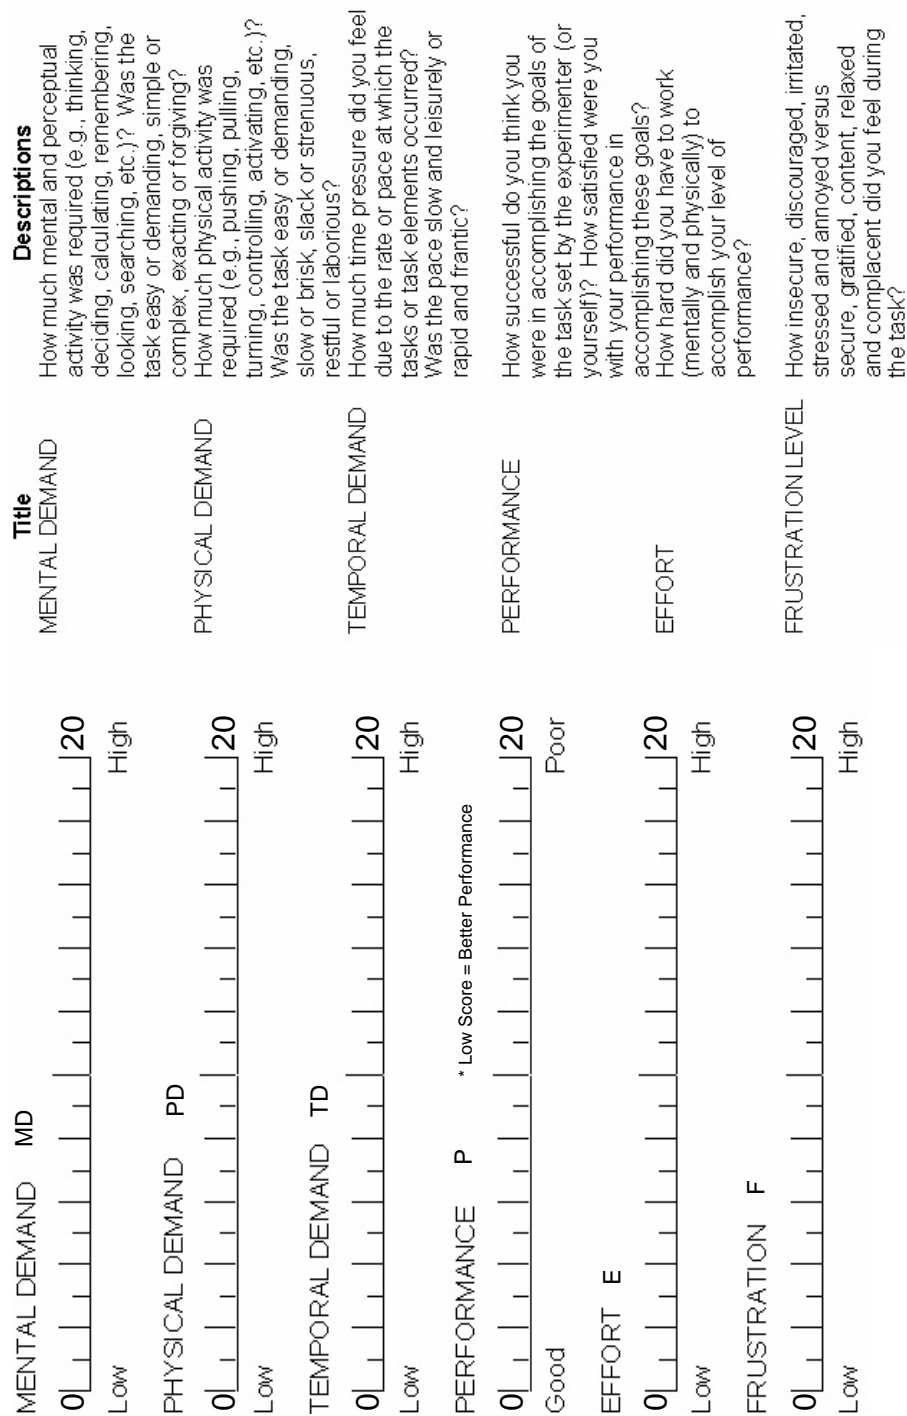 MENTAL DEMAND MD
0 20
Low High
PHYSICAL DEMAND PD
0 20
Low High
TEMPORAL DEMAND TD
0 20
Low High
PERFORMANCE P * Low Score = Better Performance
0 20
Good Poor
EFFORT E
0 20
Low High
FRUSTRATION F
0 20
Low High
Title Descriptions
MENTAL DEMAND How much mental and perceptual
activity was required (e.g., thinking,
deciding, calculating, remembering,
looking, searching, etc.)? Was the
task easy or demanding, simple or
complex, exacting or forgiving?
PHYSICAL DEMAND How much physical activity was
required (e.g., pushing, pulling,
turning, controlling, activating, etc.)?
Was the task easy or demanding,
slow or brisk, slack or strenuous,
restful or laborious?
TEMPORAL DEMAND How much time pressure did you feel
due to the rate or pace at which the
tasks or task elements occurred?
Was the pace slow and leisurely or
rapid and frantic?
PERFORMANCE How successful do you think you
were in accomplishing the goals of
the task set by the experimenter (or
yourself)? How satisfied were you
with your performance in
accomplishing these goals?
EFFORT How hard did you have to work
(mentally and physically) to
accomplish your level of
performance?
FRUSTRATION LEVEL How insecure, discouraged, irritated,
stressed and annoyed versus
secure, gratified, content, relaxed
and complacent did you feel during
the task?